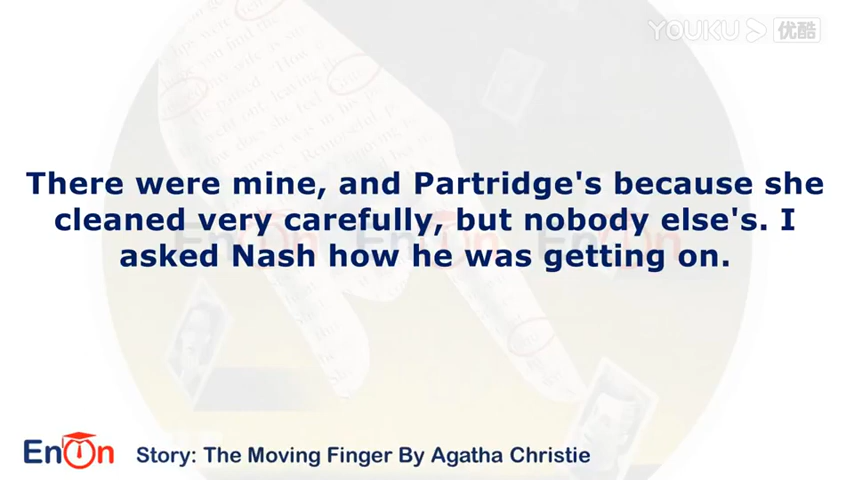 YOUKU 优酷
There were mine, and Partridge's because she
cleaned very carefully, but nobody else's. I
asked Nash how he was getting on.
EnOn Story: The Moving Finger By Agatha Christie